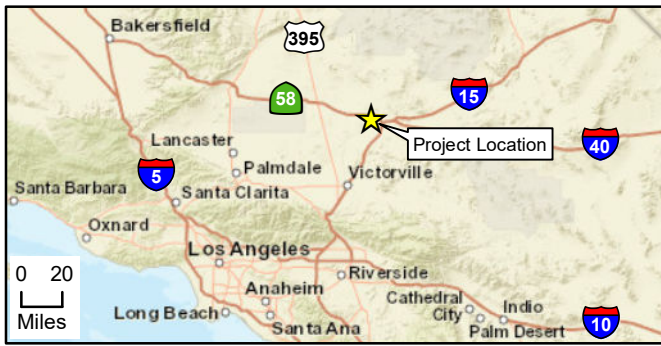 Bakersfield
395
58
15
Project Location
40
Lancaster
Palmdale
5
Victorville
Santa Barbara
Santa Clarita
Oxnard
Los Angeles
0 20
Miles
Riverside
Anaheim
Cathedral
City
Indio
Long Beach
Palm Desert
10
Santa Ana